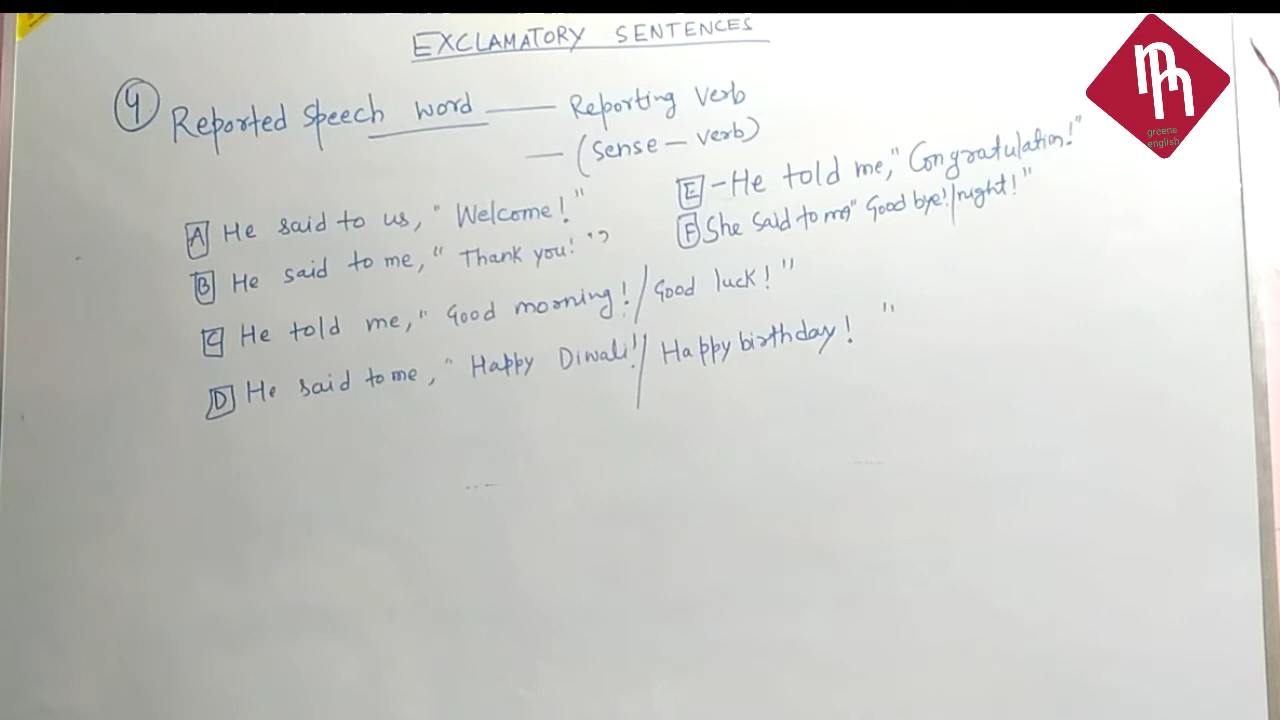 EXCLAMATORY SENTENCES
4 Reported Speech word — Reporting Verb
— (Sense - verb)
A He said to us, "Welcome!"
B He said to me, "Thank you!"
C He told me, "Good morning!/Good luck!"
D He said to me, "Happy Diwali!"/Happy birthday! "
E - He told me, "Congratulation!"
F She said to me" Good bye!/night!"
greene
english